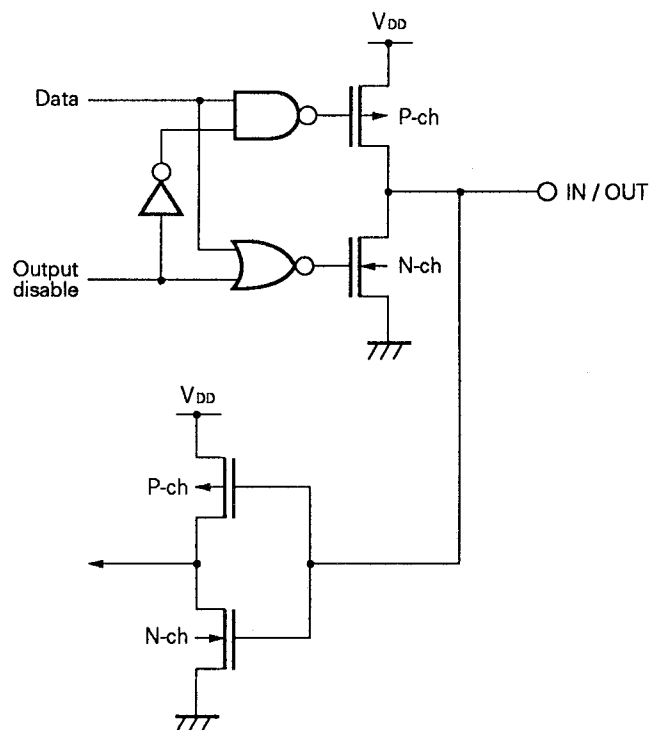 VDD
Data
P-ch
IN / OUT
Output
disable
N-ch
VDD
P-ch
N-ch